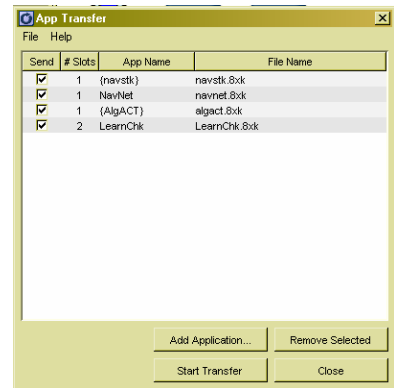 App Transfer
File Help
Send # Slots App Name File Name
1 {navstk} navstk.8xk
1 NavNet navnet.8xk
1 {AlgACT} algact.8xk
2 LearnChk LearnChk.8xk
Add Application... Remove Selected
Start Transfer Close